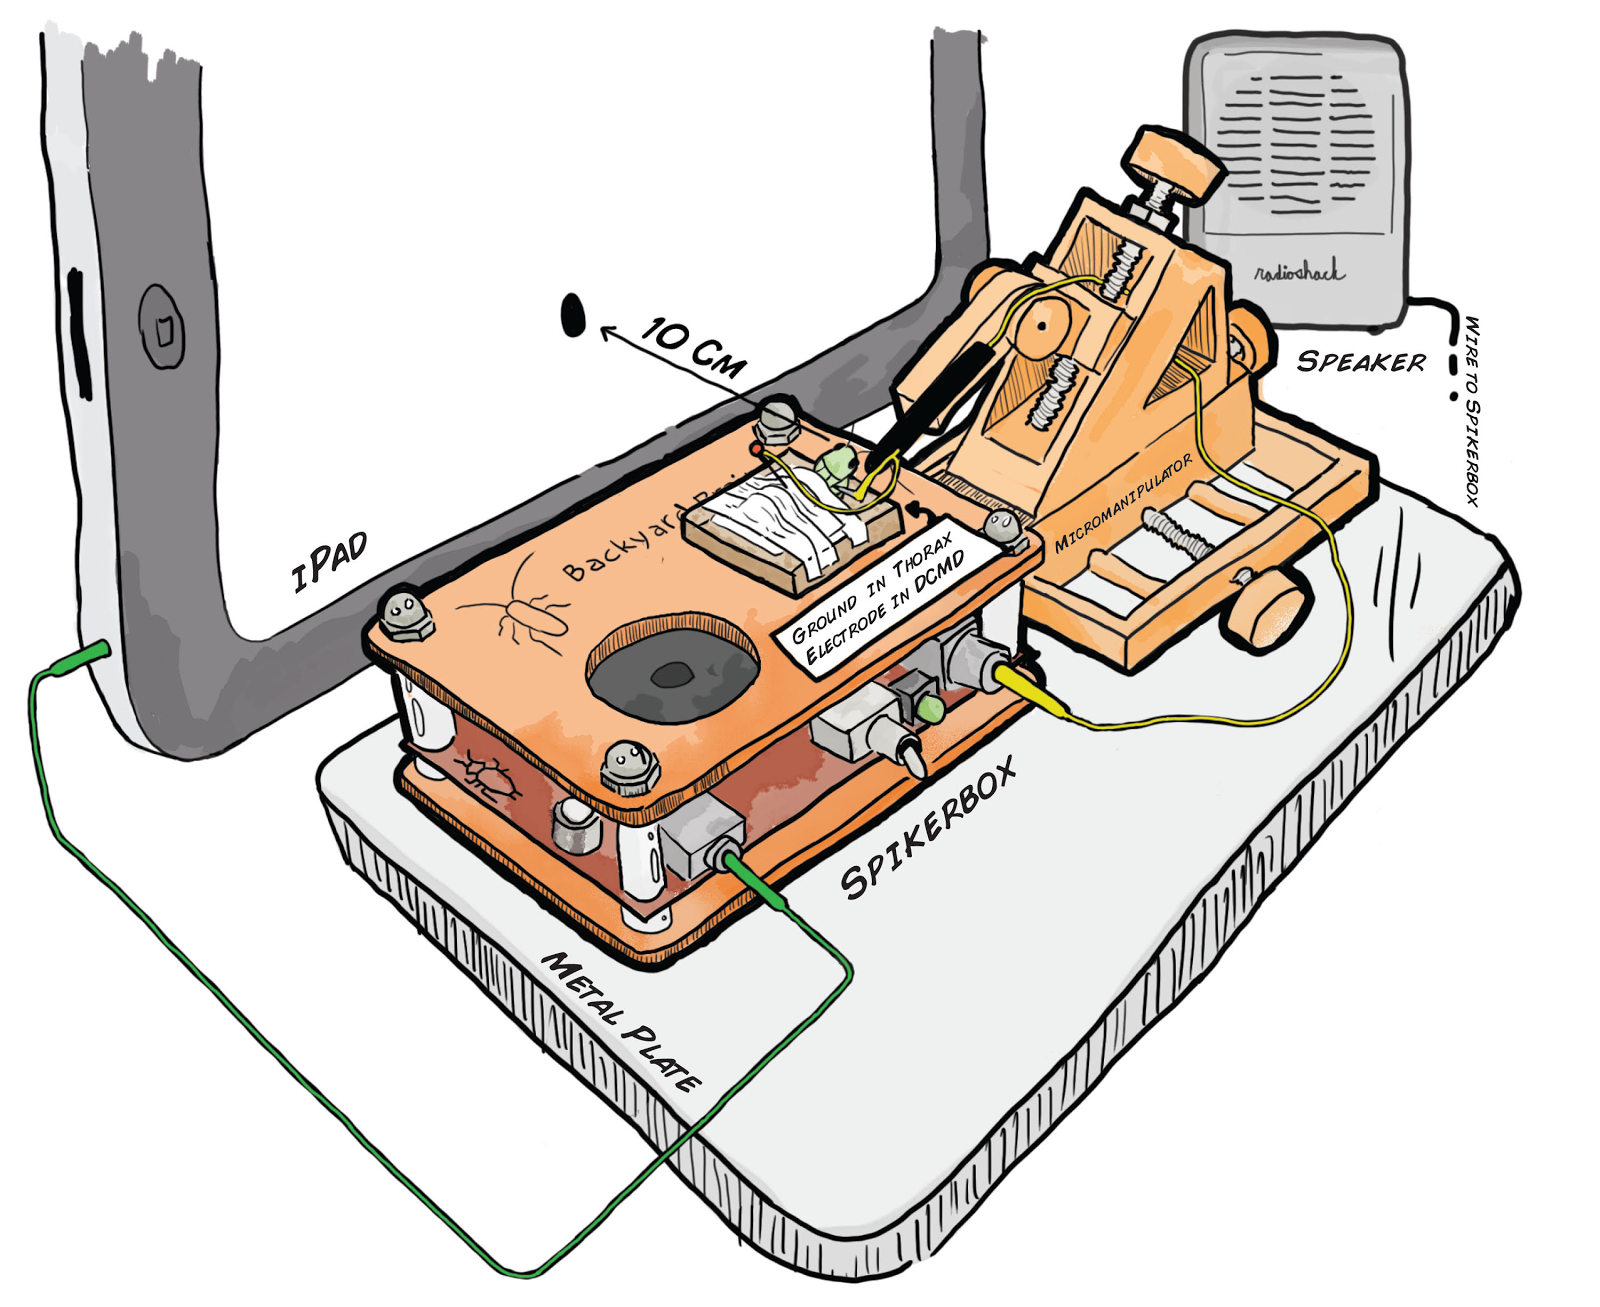 radioshack
10 cm
Speaker
Wire to Spikerbox
iPad
Backyard
Micromanipulator
Ground in Thorax
Electrode in DCMD
Spikerbox
Metal Plate